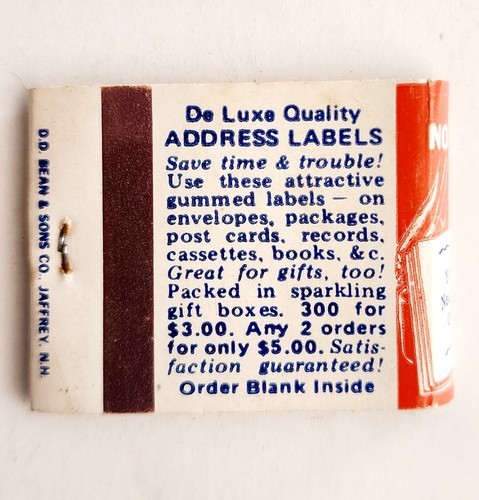 D.D. BEAN & SONS CO., JAFFREY, N.H.
De Luxe Quality
ADDRESS LABELS
Save time & trouble!
Use these attractive
gummed labels — on
envelopes, packages,
post cards, records,
cassettes, books, &c.
Great for gifts, too!
Packed in sparkling
gift boxes. 300 for
$3.00. Any 2 orders
for only $5.00. Satis-
faction guaranteed!
Order Blank Inside
NO